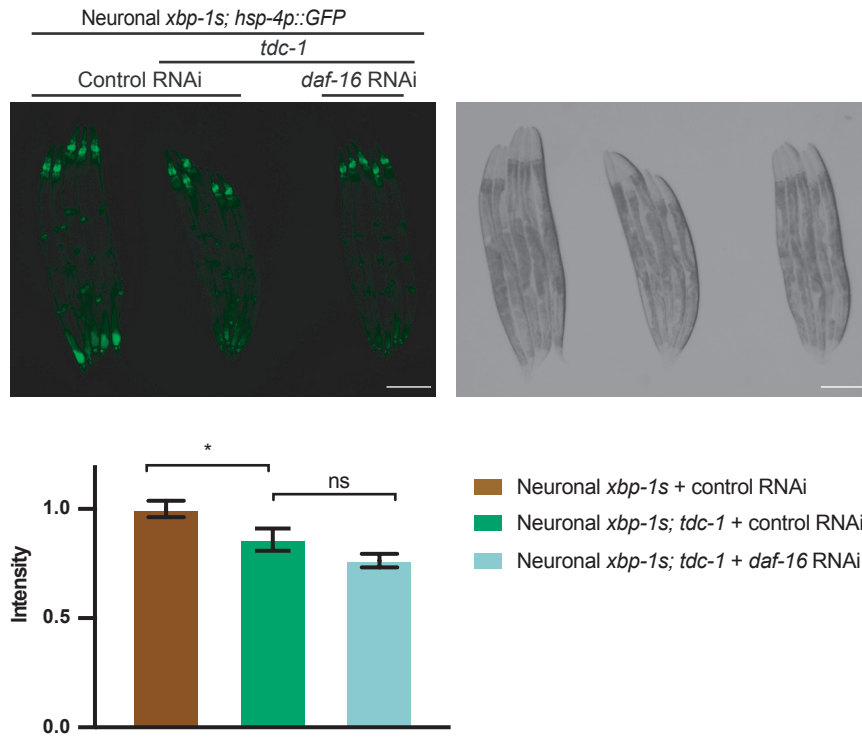 Neuronal xbp-1s; hsp-4p::GFP
tdc-1
Control RNAi
daf-16 RNAi
*
ns
1.0
0.5
0.0
Intensity
Neuronal xbp-1s + control RNAi
Neuronal xbp-1s; tdc-1 + control RNAi
Neuronal xbp-1s; tdc-1 + daf-16 RNAi